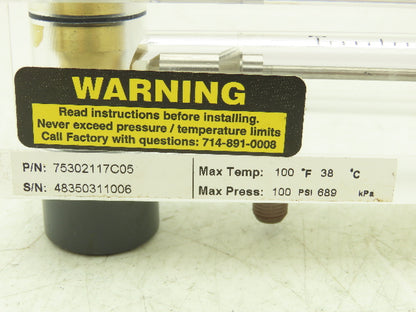 WARNING
Read instructions before installing.
Never exceed pressure / temperature limits
Call Factory with questions: 714-891-0008
P/N: 75302117C05 Max Temp: 100 °F 38 °C
S/N: 48350311006 Max Press: 100 PSI 689 kPa